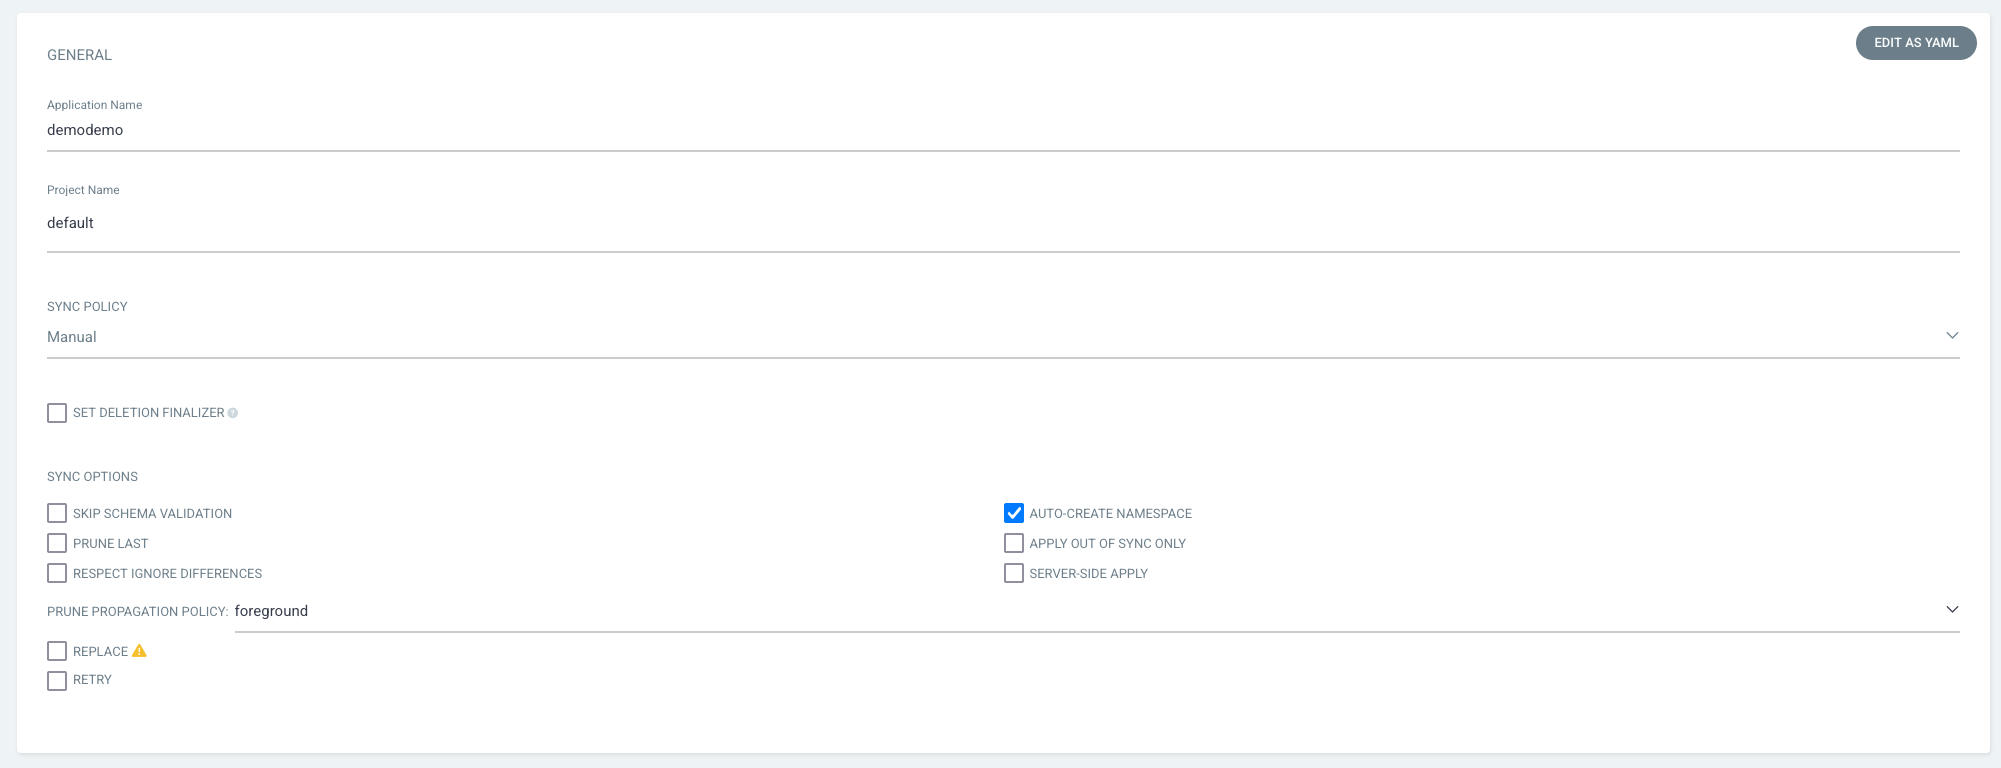 GENERAL
EDIT AS YAML
Application Name
demodemo
Project Name
default
SYNC POLICY
Manual
SET DELETION FINALIZER ?
SYNC OPTIONS
SKIP SCHEMA VALIDATION
AUTO-CREATE NAMESPACE
PRUNE LAST
APPLY OUT OF SYNC ONLY
RESPECT IGNORE DIFFERENCES
SERVER-SIDE APPLY
PRUNE PROPAGATION POLICY: foreground
REPLACE
RETRY